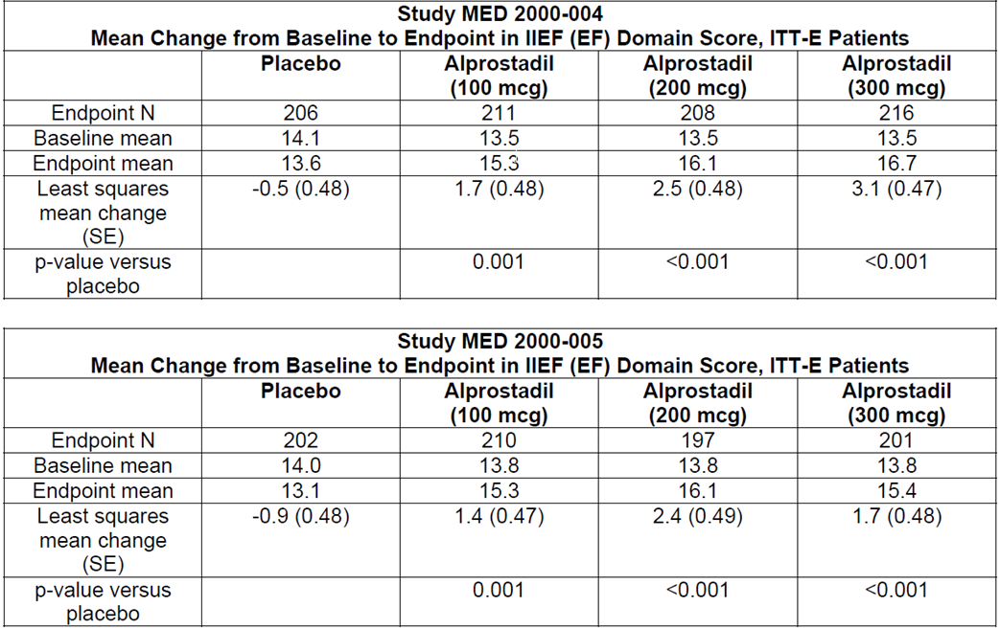 Study MED 2000-004
Mean Change from Baseline to Endpoint in IIEF (EF) Domain Score, ITT-E Patients
Placebo Alprostadil Alprostadil Alprostadil
(100 mcg) (200 mcg) (300 mcg)
Endpoint N 206 211 208 216
Baseline mean 14.1 13.5 13.5 13.5
Endpoint mean 13.6 15.3 16.1 16.7
Least squares -0.5 (0.48) 1.7 (0.48) 2.5 (0.48) 3.1 (0.47)
mean change
(SE)
p-value versus 0.001 <0.001 <0.001
placebo
Study MED 2000-005
Mean Change from Baseline to Endpoint in IIEF (EF) Domain Score, ITT-E Patients
Placebo Alprostadil Alprostadil Alprostadil
(100 mcg) (200 mcg) (300 mcg)
Endpoint N 202 210 197 201
Baseline mean 14.0 13.8 13.8 13.8
Endpoint mean 13.1 15.3 16.1 15.4
Least squares -0.9 (0.48) 1.4 (0.47) 2.4 (0.49) 1.7 (0.48)
mean change
(SE)
p-value versus 0.001 <0.001 <0.001
placebo